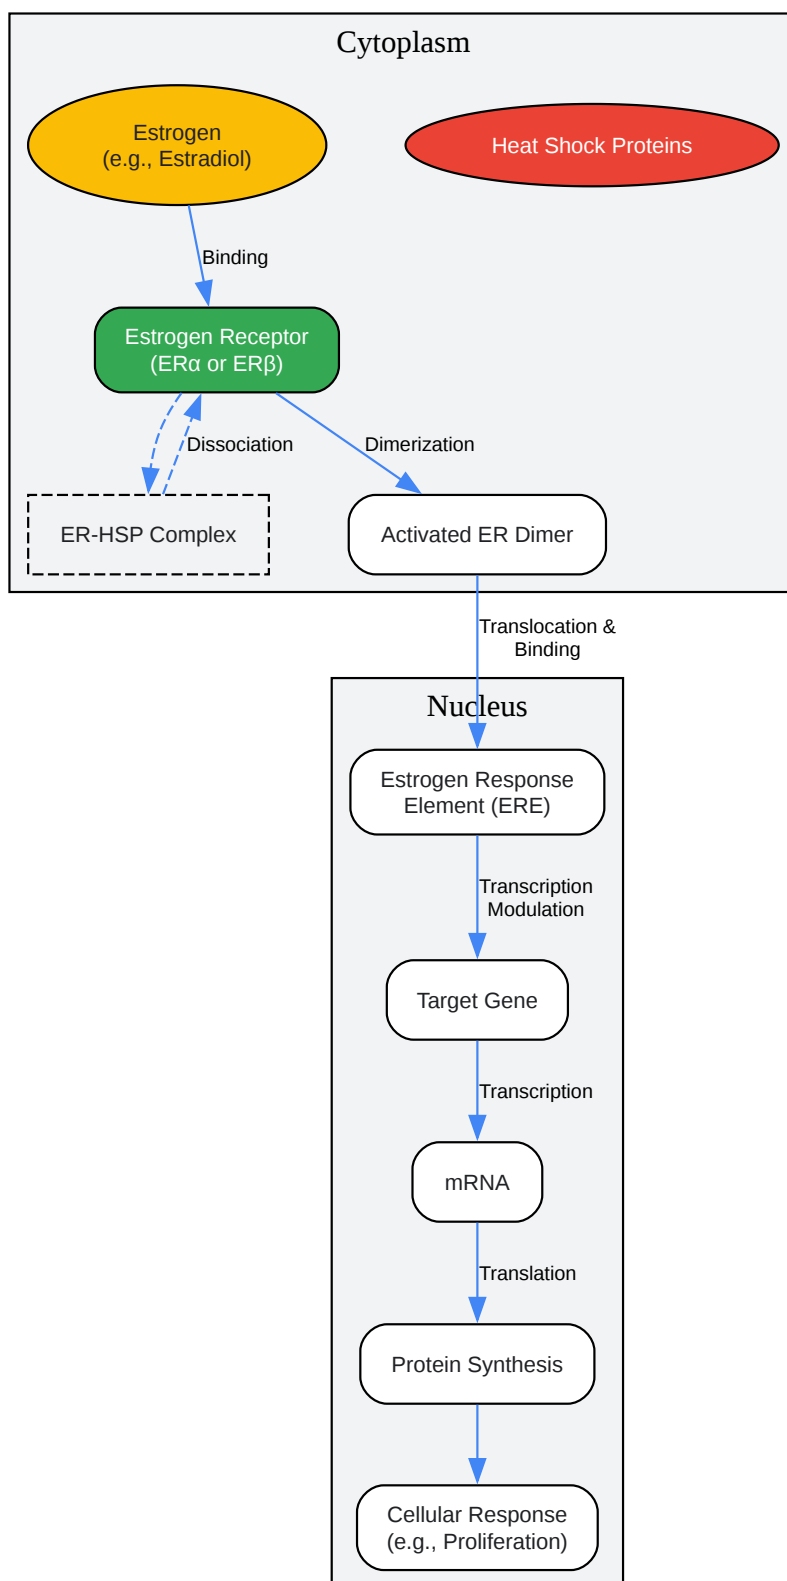 Cytoplasm
Estrogen
(e.g., Estradiol)
Heat Shock Proteins
Binding
Estrogen Receptor
(ERα or ERβ)
Dissociation
Dimerization
ER-HSP Complex
Activated ER Dimer
Translocation &
Binding
Nucleus
Estrogen Response
Element (ERE)
Transcription
Modulation
Target Gene
Transcription
mRNA
Translation
Protein Synthesis
Cellular Response
(e.g., Proliferation)